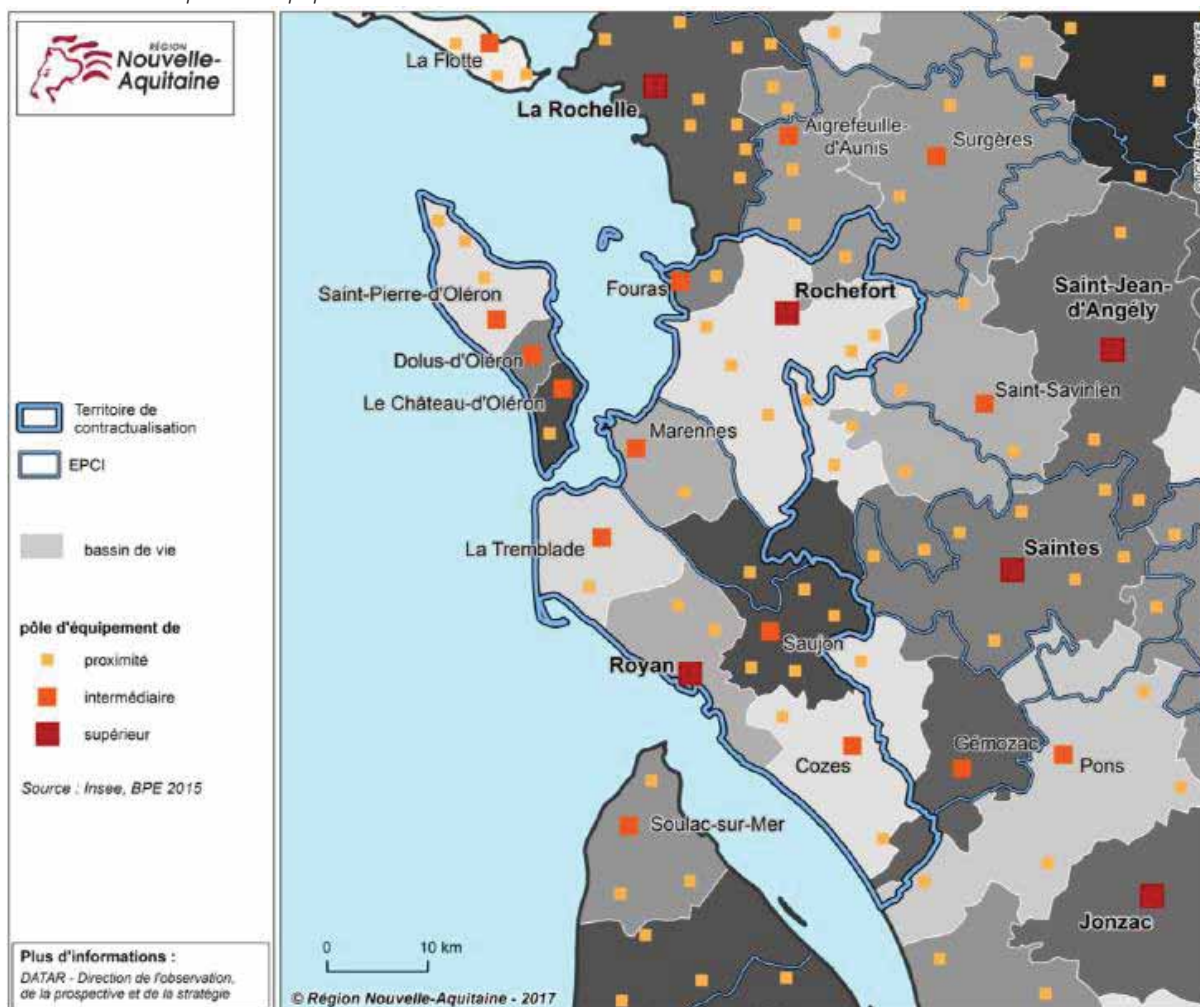 RÉGION
Nouvelle-
Aquitaine
Territoire de
contractualisation
EPCI
bassin de vie
pôle d'équipement de
proximité
intermédiaire
supérieur
Source : Insee, BPE 2015
Plus d'informations :
DATAR - Direction de l'observation,
de la prospective et de la stratégie
La Flotte
La Rochelle
Aigrefeuille-
d'Aunis
Surgères
Saint-Pierre-d'Oléron
Fouras
Rochefort
Saint-Jean-
d'Angély
Dolus-d'Oléron
Le Château-d'Oléron
Saint-Savinien
Marennes
La Tremblade
Saintes
Saujon
Royan
Cozes
Gémozac
Pons
Soulac-sur-Mer
Jonzac
0 10 km
© Région Nouvelle-Aquitaine - 2017